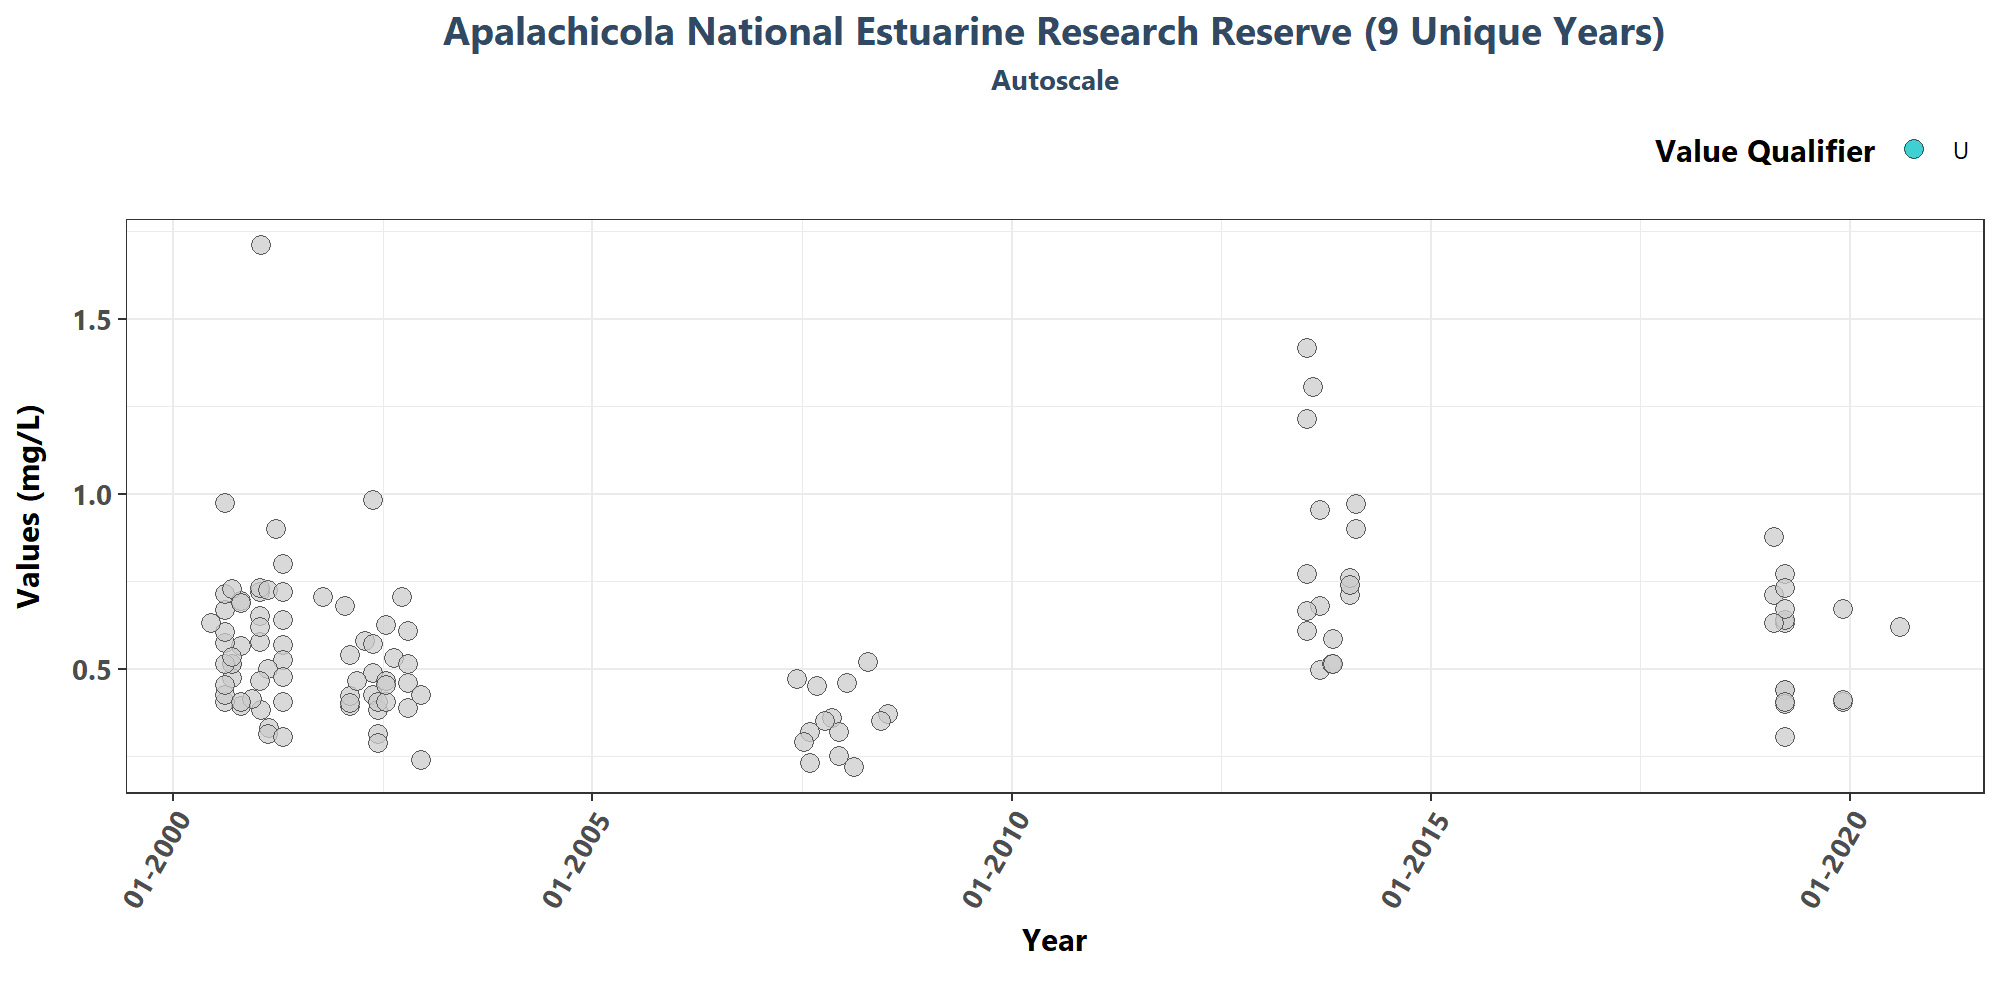 Apalachicola National Estuarine Research Reserve (9 Unique Years)
Autoscale
Value Qualifier U
Values (mg/L)
1.5
1.0
0.5
01-2000 01-2005 01-2010 01-2015 01-2020
Year